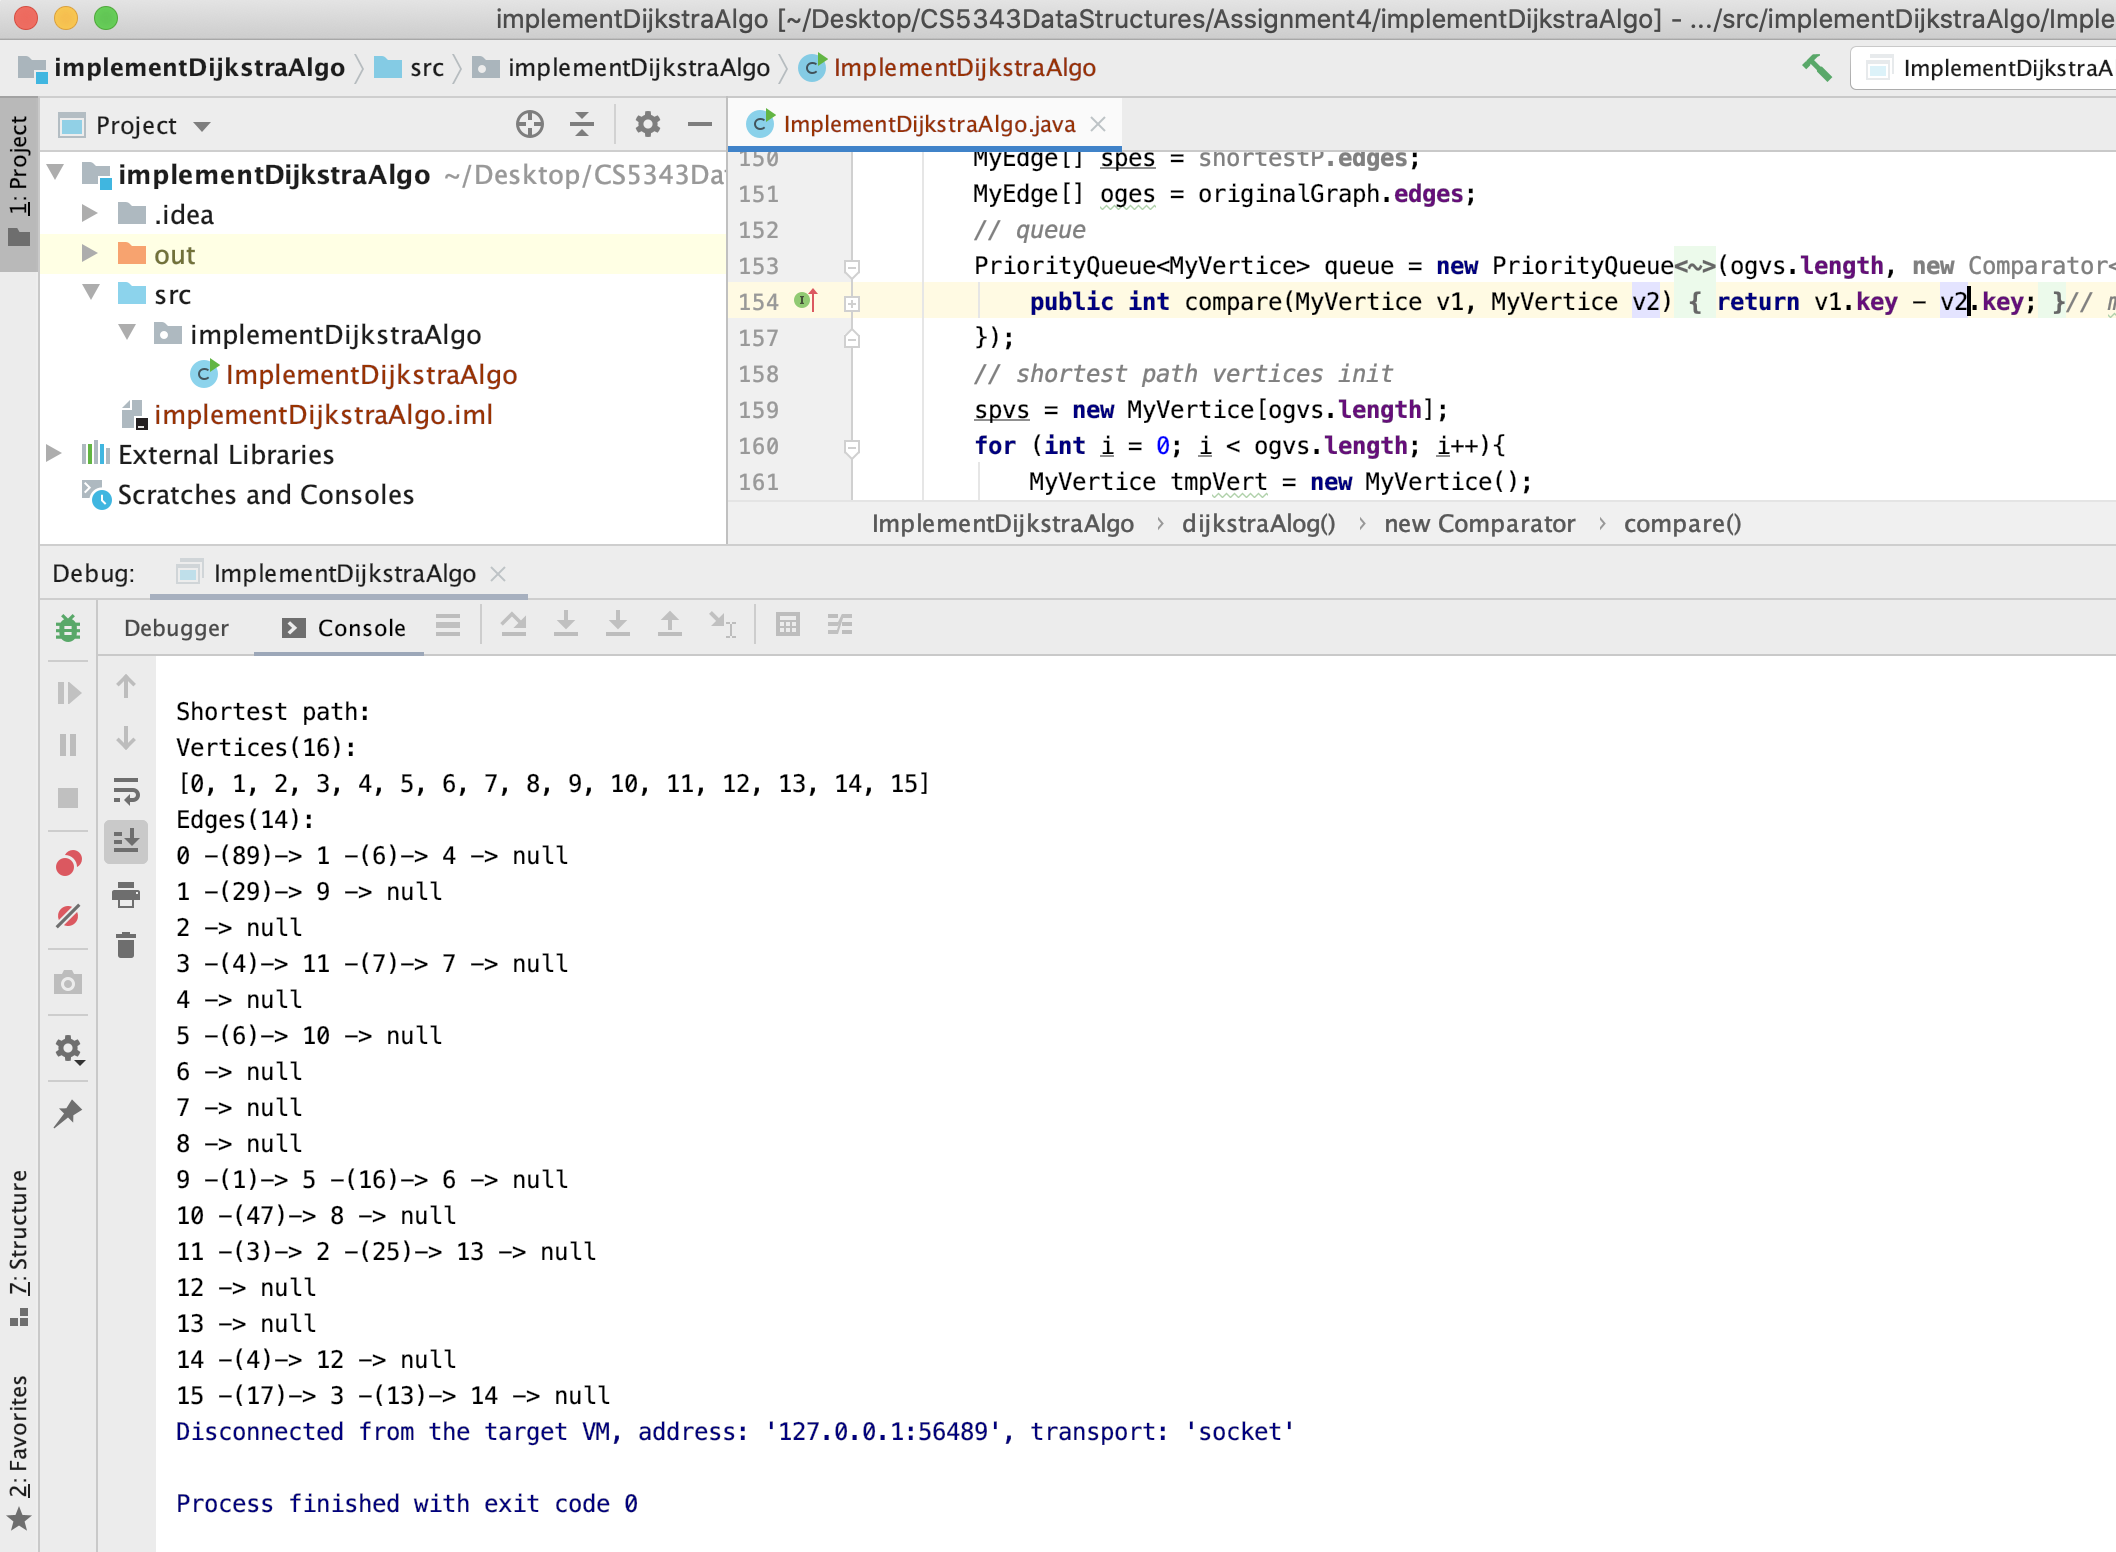 implementDijkstraAlgo [~/Desktop/CS5343DataStructures/Assignment4/implementDijkstraAlgo] - .../src/implementDijkstraAlgo/Imple
implementDijkstraAlgo src implementDijkstraAlgo ImplementDijkstraAlgo
ImplementDijkstraA
1: Project
Project
implementDijkstraAlgo ~/Desktop/CS5343Da
.idea
out
src
implementDijkstraAlgo
ImplementDijkstraAlgo
implementDijkstraAlgo.iml
External Libraries
Scratches and Consoles
ImplementDijkstraAlgo.java
150 MyEdge[] spes = shortestP.edges;
151 MyEdge[] oges = originalGraph.edges;
152 // queue
153 PriorityQueue<MyVertice> queue = new PriorityQueue<~>(ogvs.length, new Comparator<
154 public int compare(MyVertice v1, MyVertice v2) { return v1.key - v2.key; }// m
157 });
158 // shortest path vertices init
159 spvs = new MyVertice[ogvs.length];
160 for (int i = 0; i < ogvs.length; i++){
161 MyVertice tmpVert = new MyVertice();
ImplementDijkstraAlgo › dijkstraAlog() › new Comparator › compare()
Debug: ImplementDijkstraAlgo
Debugger Console
Shortest path:
Vertices(16):
[0, 1, 2, 3, 4, 5, 6, 7, 8, 9, 10, 11, 12, 13, 14, 15]
Edges(14):
0 -(89)-> 1 -(6)-> 4 -> null
1 -(29)-> 9 -> null
2 -> null
3 -(4)-> 11 -(7)-> 7 -> null
4 -> null
5 -(6)-> 10 -> null
6 -> null
7 -> null
8 -> null
9 -(1)-> 5 -(16)-> 6 -> null
10 -(47)-> 8 -> null
11 -(3)-> 2 -(25)-> 13 -> null
12 -> null
13 -> null
14 -(4)-> 12 -> null
15 -(17)-> 3 -(13)-> 14 -> null
Disconnected from the target VM, address: '127.0.0.1:56489', transport: 'socket'
Process finished with exit code 0
Z: Structure
2: Favorites